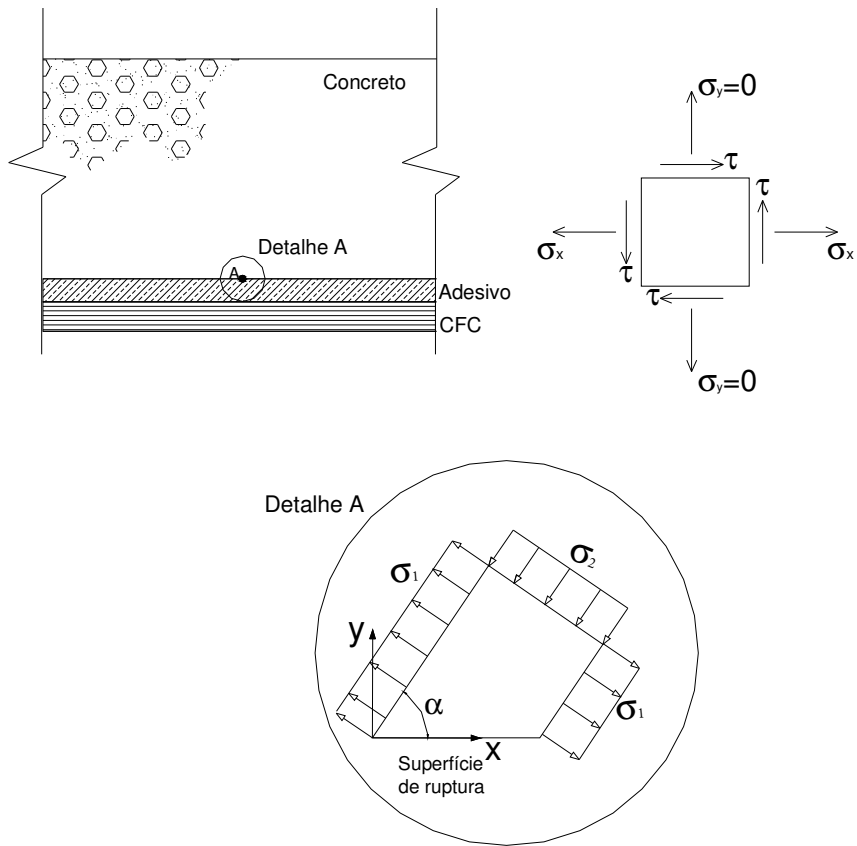 Concreto
Detalhe A
A
Adesivo
CFC
σy=0
τ
τ
σx
σx
τ
τ
σy=0
Detalhe A
σ1
σ2
y
α
σ1
x
Superfície
de ruptura